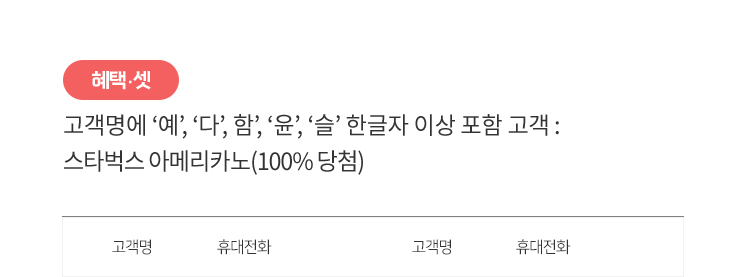 혜택·셋
고객명에 ‘예’, ‘다’, 함’, ‘윤’, ‘슬’ 한글자 이상 포함 고객 :
스타벅스 아메리카노(100% 당첨)
고객명 휴대전화 고객명 휴대전화